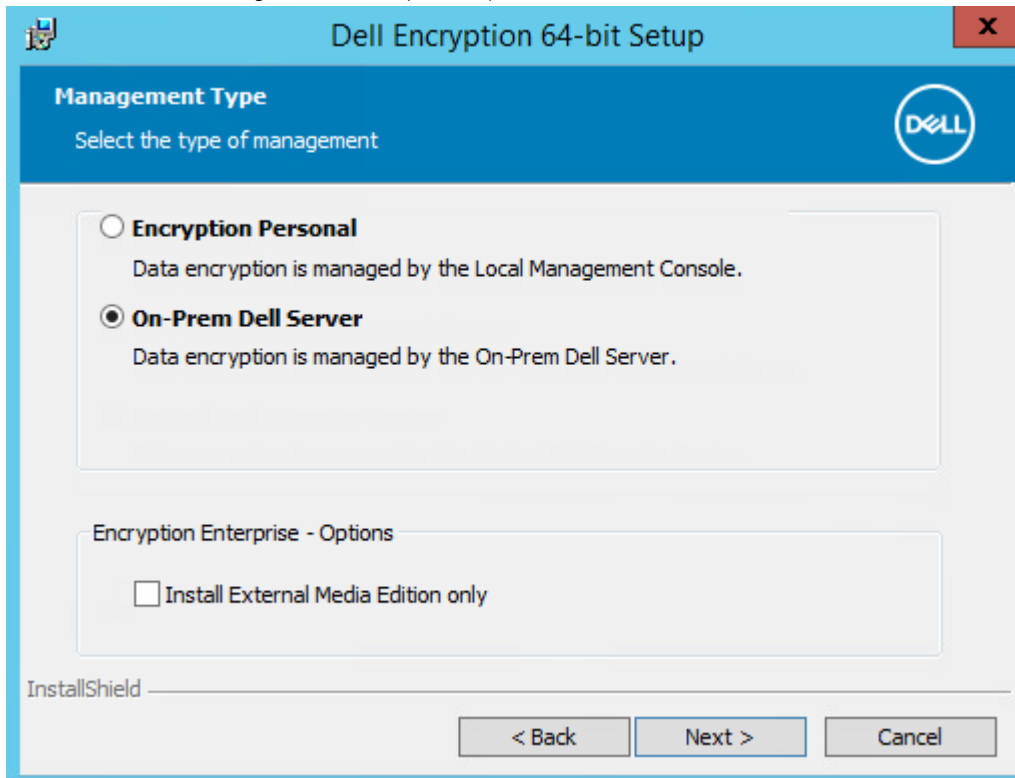 Dell Encryption 64-bit Setup
x
Management Type
Select the type of management
DELL
Encryption Personal
Data encryption is managed by the Local Management Console.
On-Prem Dell Server
Data encryption is managed by the On-Prem Dell Server.
Encryption Enterprise - Options
Install External Media Edition only
InstallShield
< Back
Next >
Cancel